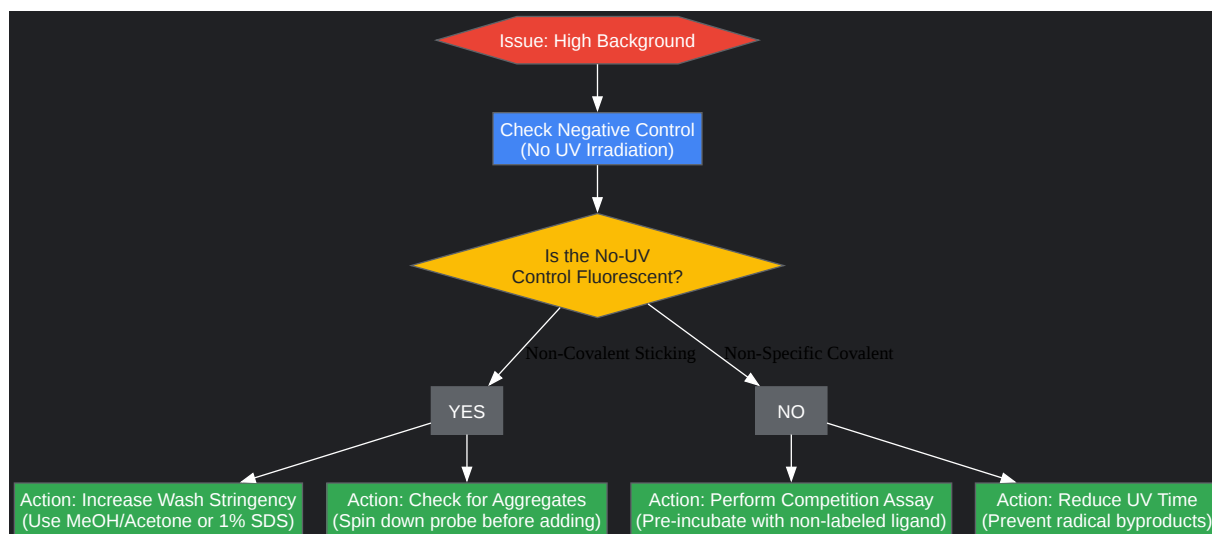 Issue: High Background
Check Negative Control
(No UV Irradiation)
Is the No-UV
Control Fluorescent?
Non-Covalent Sticking
Non-Specific Covalent
YES
NO
Action: Increase Wash Stringency
(Use MeOH/Acetone or 1% SDS)
Action: Check for Aggregates
(Spin down probe before adding)
Action: Perform Competition Assay
(Pre-incubate with non-labeled ligand)
Action: Reduce UV Time
(Prevent radical byproducts)